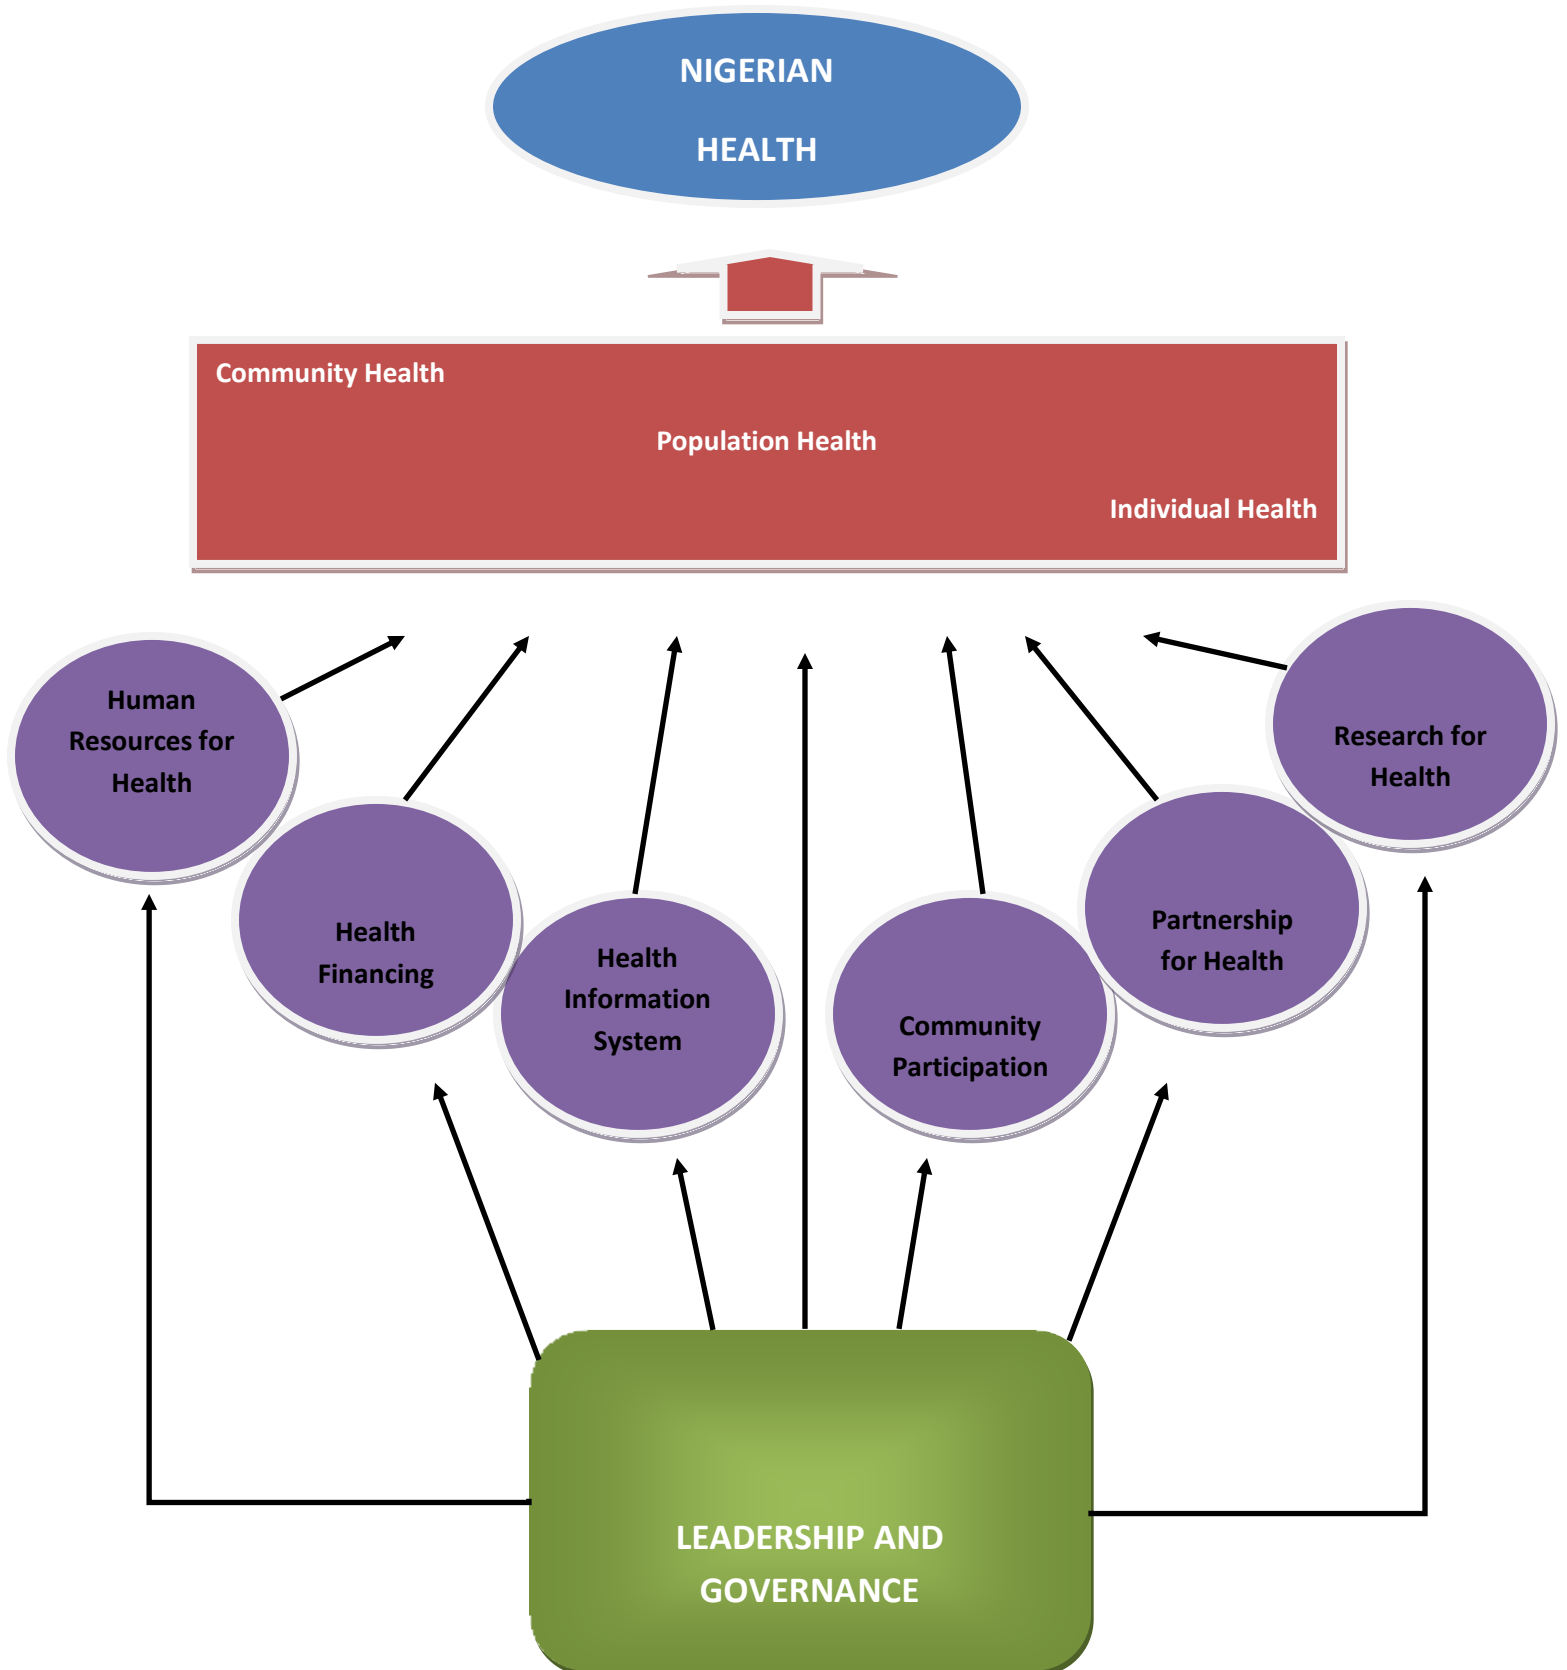 NIGERIAN
HEALTH
Community Health
Population Health
Individual Health
Human
Resources for
Health
Research for
Health
Health
Financing
Partnership
for Health
Health
Information
System
Community
Participation
LEADERSHIP AND
GOVERNANCE